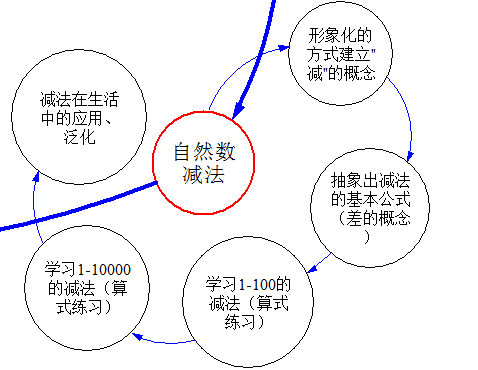 自然数
减法
形象化的
方式建立"
减"的概念
抽象出减法
的基本公式
（差的概念
）
学习1-100的
减法（算式
练习）
学习1-10000
的减法（算
式练习）
减法在生活
中的应用、
泛化